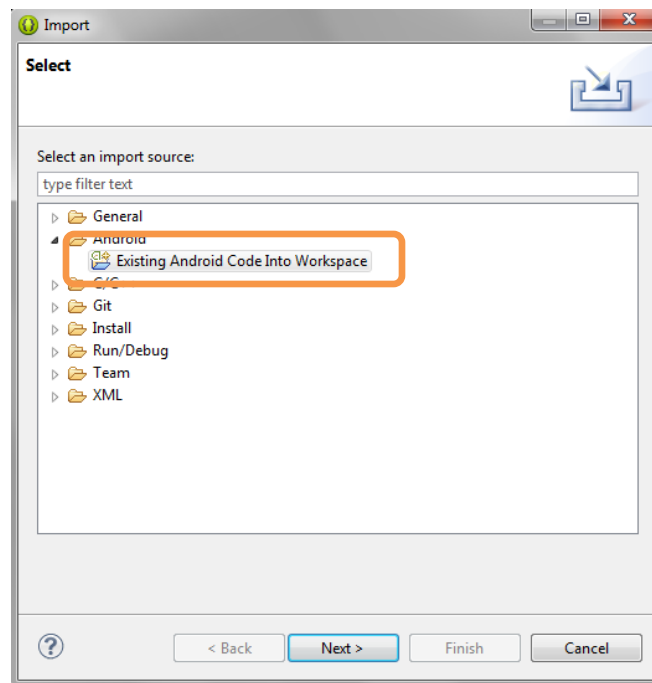 Import
Select
Select an import source:
type filter text
General
Android
Existing Android Code Into Workspace
C/C++
Git
Install
Run/Debug
Team
XML
? < Back Next > Finish Cancel